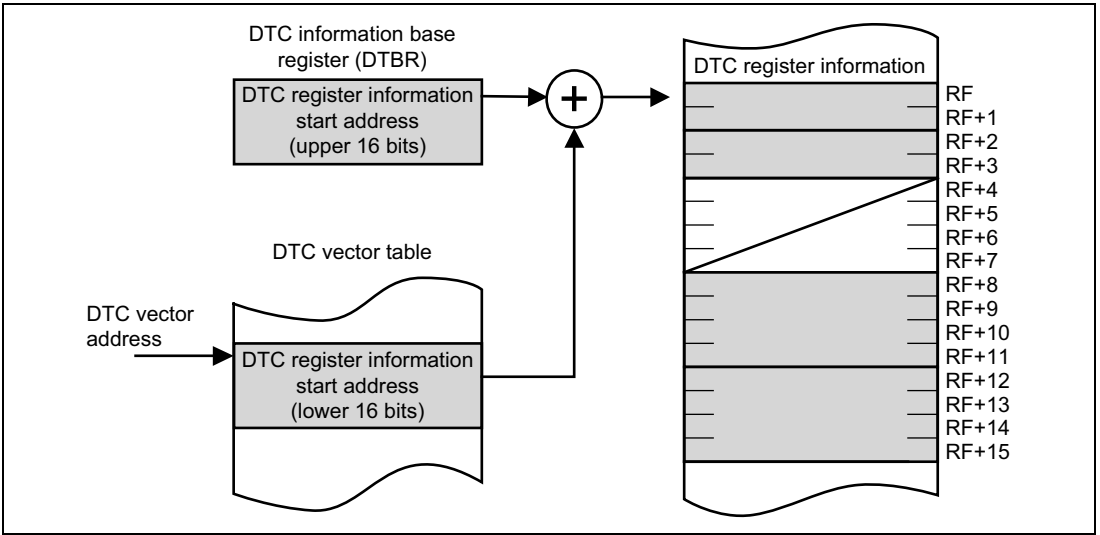 DTC information base
register (DTBR)
DTC register information
start address
(upper 16 bits)
+
DTC vector table
DTC vector
address
DTC register information
start address
(lower 16 bits)
DTC register information
RF
RF+1
RF+2
RF+3
RF+4
RF+5
RF+6
RF+7
RF+8
RF+9
RF+10
RF+11
RF+12
RF+13
RF+14
RF+15